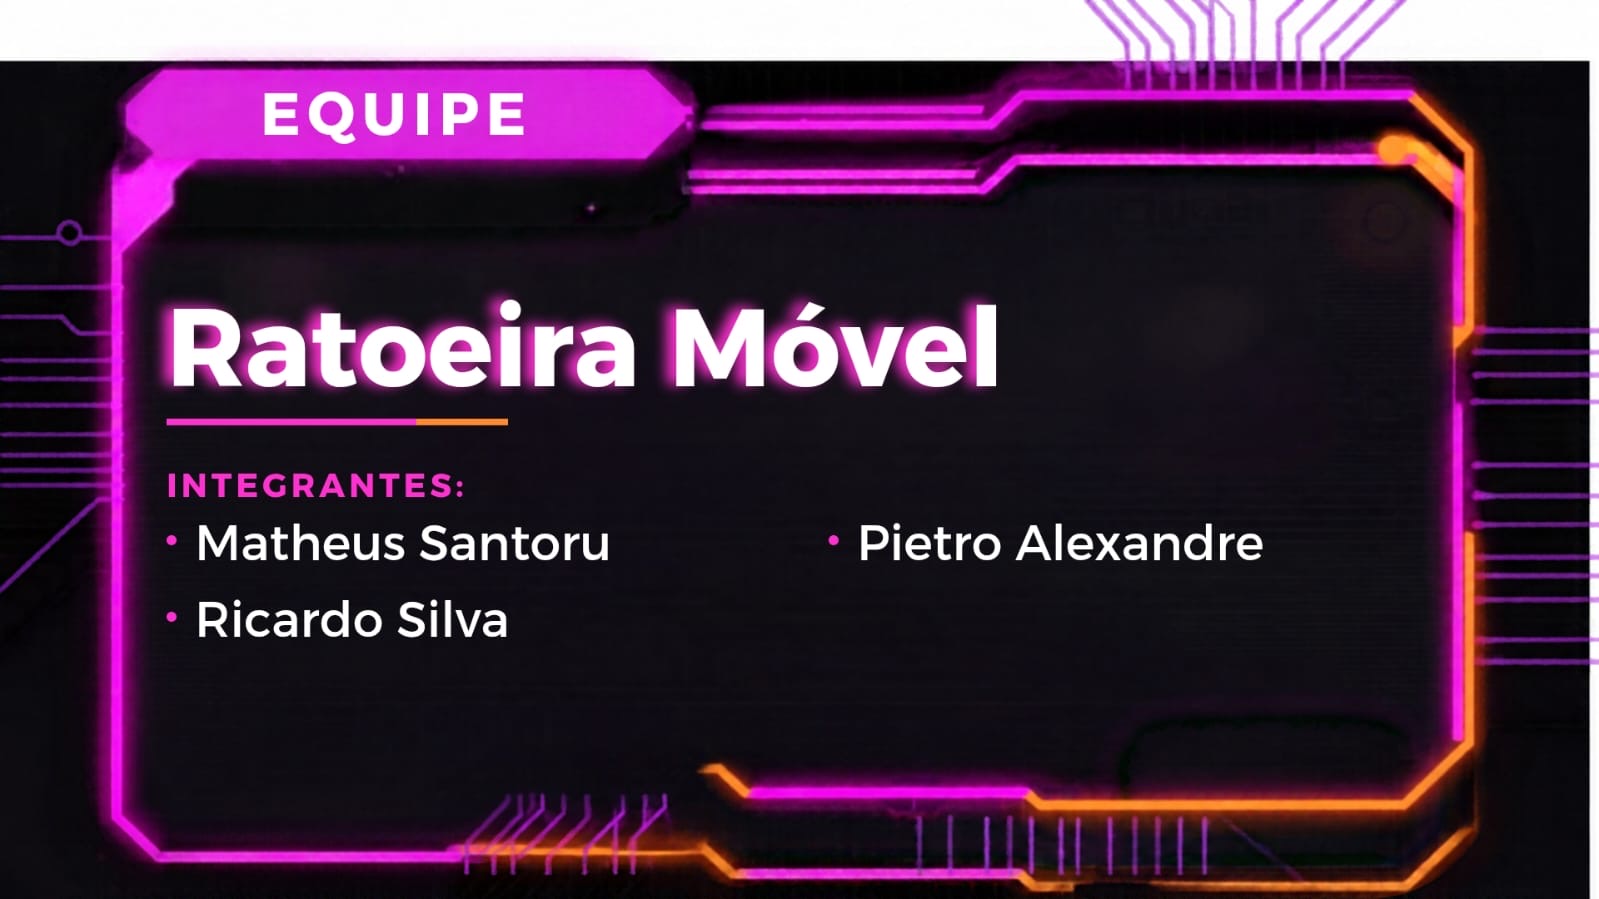 EQUIPE
Ratoeira Móvel
INTEGRANTES:
• Matheus Santoru
• Pietro Alexandre
• Ricardo Silva